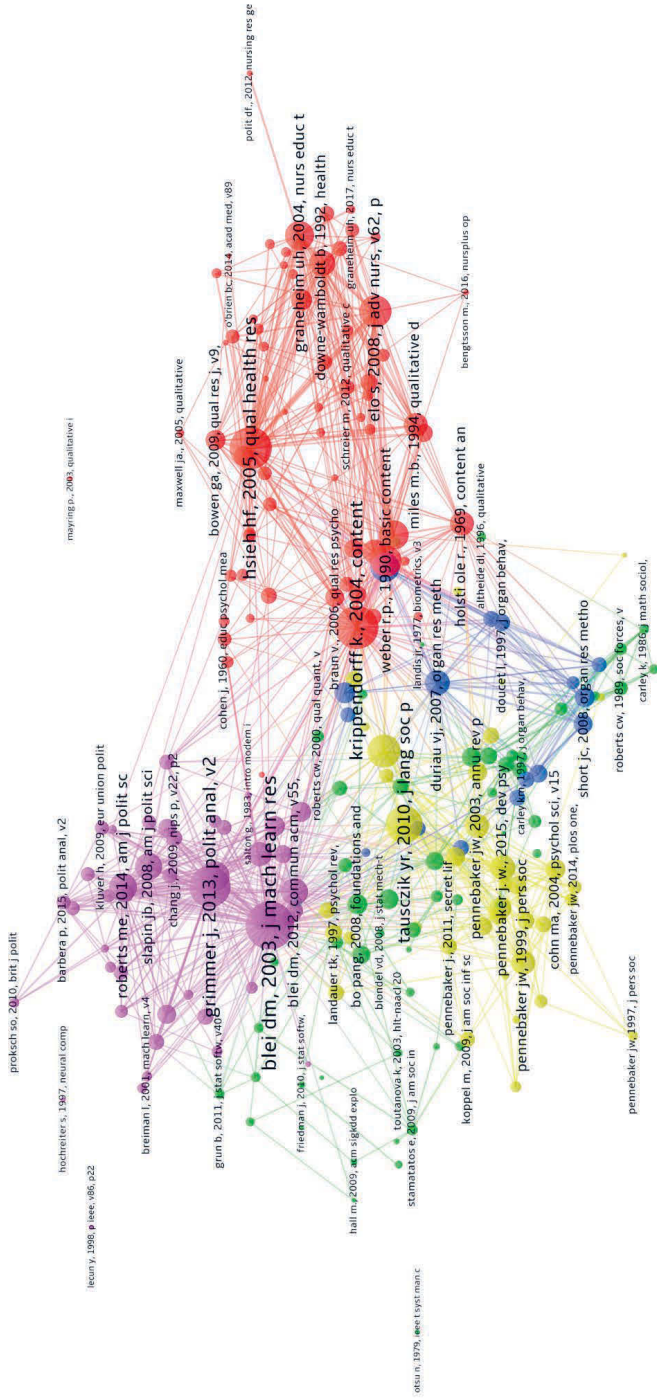 proksch so, 2010, brit j polit
hochreiter s, 1997, neural comp
lecun y, 1998, p ieee, v86, p22
barbera p, 2015, polit anal, v2
kluver h, 2009, eur union polit
roberts me, 2014, am j polit sc
slapin jb, 2008, am j polit sci
chang j., 2009, nips p, v22, p2
breiman l, 2001, mach learn, v4
grimmer j, 2013, polit anal, v2
grun b, 2011, j stat softw, v40
salton g., 1983, intro modern i
blei dm, 2003, j mach learn res
blei dm, 2012, commun acm, v55,
friedman j, 2010, j stat softw,
roberts cw, 2000, qual quant, v
landauer tk, 1997, psychol rev,
bo pang, 2008, foundations and
blondel vd, 2008, j stat mech-t
hall m., 2009, acm sigkdd explo
toutanova k, 2003, hlt-naacl 20
stamatatos e, 2009, j am soc in
otsu n, 1979, ieee t syst man c
tausczik yr, 2010, j lang soc p
pennebaker j., 2011, secret lif
koppel m, 2009, j am soc inf sc
pennebaker jw, 2003, annu rev p
pennebaker j. w., 2015, dev psy
pennebaker jw, 1999, j pers soc
cohn ma, 2004, psychol sci, v15
pennebaker jw, 2014, plos one,
pennebaker jw, 1997, j pers soc
mayring p., 2003, qualitative i
maxwell ja., 2005, qualitative
bowen ga, 2009, qual res j, v9,
o'brien bc, 2014, acad med, v89
polit df., 2012, nursing res ge
cohen j, 1960, educ psychol mea
hsieh hf, 2005, qual health res
graneheim uh, 2004, nurs educ t
downe-wamboldt b, 1992, health
graneheim uh, 2017, nurs educ t
schreier m, 2012, qualitative c
elo s, 2008, j adv nurs, v62, p
braun v., 2006, qual res psycho
krippendorff k., 2004, content
weber r.p., 1990, basic content
miles m.b., 1994, qualitative d
landis jr, 1977, biometrics, v3
bengtsson m., 2016, nursplus op
holsti ole r., 1969, content an
altheide dl, 1996, qualitative
duriau vj, 2007, organ res meth
doucet l, 1997, j organ behav,
carley km, 1997, j organ behav,
short jc, 2008, organ res metho
roberts cw, 1989, soc forces, v
carley k, 1986, j math sociol,